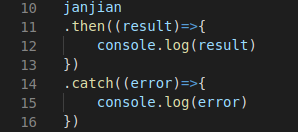 10 janjian
11 .then((result)=>{
12     console.log(result)
13 })
14 .catch((error)=>{
15     console.log(error)
16 })